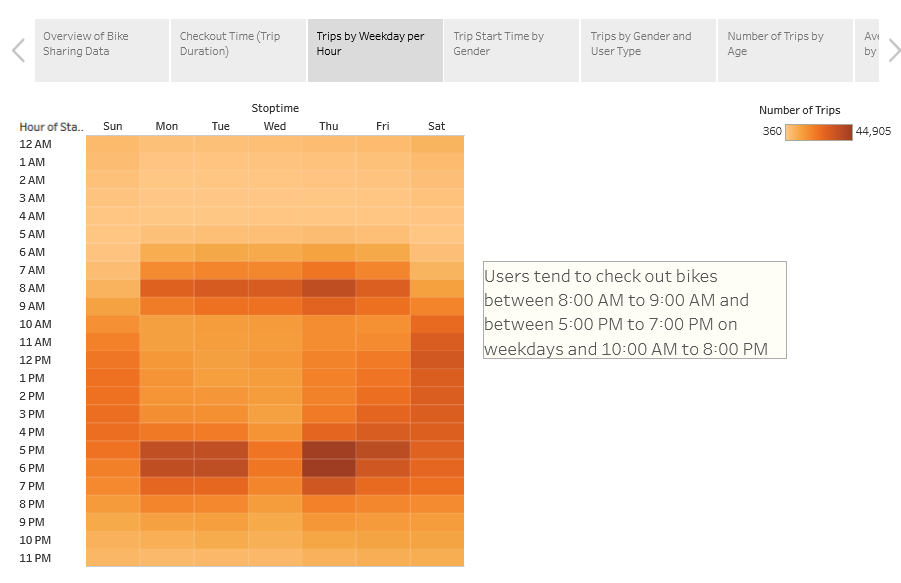 Overview of Bike
Sharing Data
Checkout Time (Trip
Duration)
Trips by Weekday per
Hour
Trip Start Time by
Gender
Trips by Gender and
User Type
Number of Trips by
Age
Ave
by
Stoptime
Hour of Sta..
Sun Mon Tue Wed Thu Fri Sat
12 AM
1 AM
2 AM
3 AM
4 AM
5 AM
6 AM
7 AM
8 AM
9 AM
10 AM
11 AM
12 PM
1 PM
2 PM
3 PM
4 PM
5 PM
6 PM
7 PM
8 PM
9 PM
10 PM
11 PM
Number of Trips
360 44,905
Users tend to check out bikes
between 8:00 AM to 9:00 AM and
between 5:00 PM to 7:00 PM on
weekdays and 10:00 AM to 8:00 PM